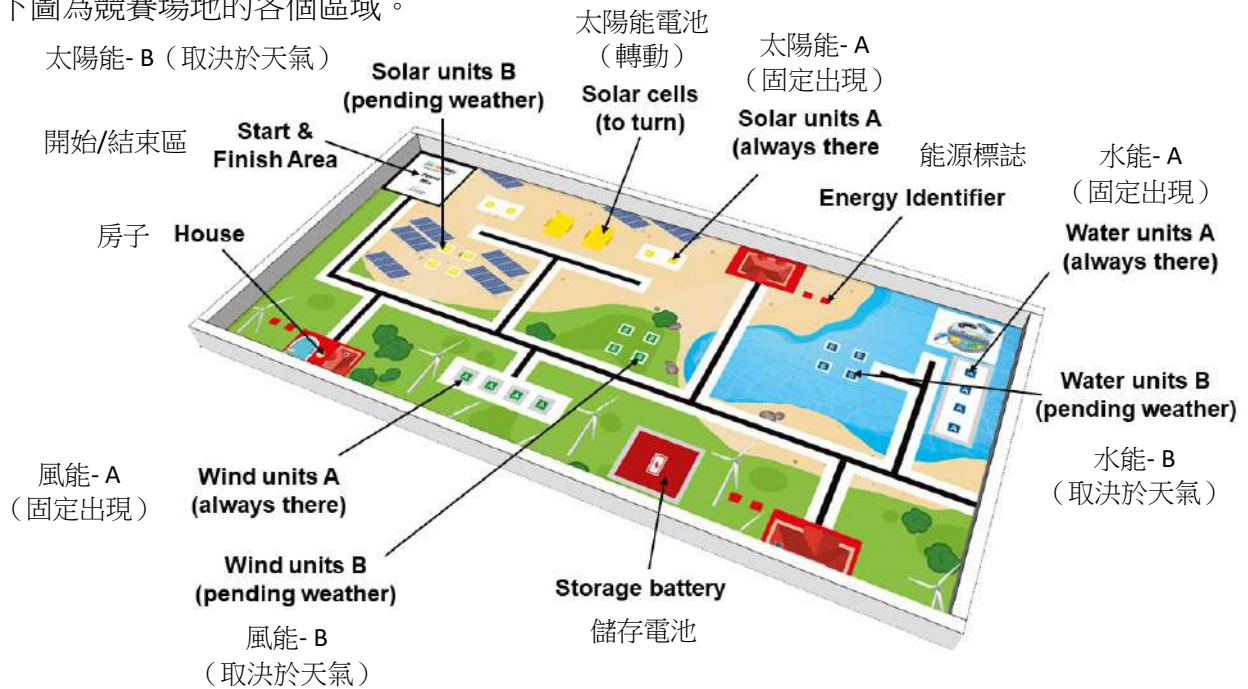 下圖為競賽場地的各個區域。
太陽能- B（取決於天氣）
Solar units B
(pending weather)
太陽能電池
（轉動）
Solar cells
(to turn)
太陽能- A
（固定出現）
Solar units A
(always there
開始/結束區
Start &
Finish Area
能源標誌
Energy Identifier
水能- A
（固定出現）
Water units A
(always there)
房子
House
Water units B
(pending weather)
水能- B
（取決於天氣）
風能- A
（固定出現）
Wind units A
(always there)
Wind units B
(pending weather)
風能- B
（取決於天氣）
Storage battery
儲存電池
A
A
A
A
B
B
B
B
B
B
B
B
A
A
A
A